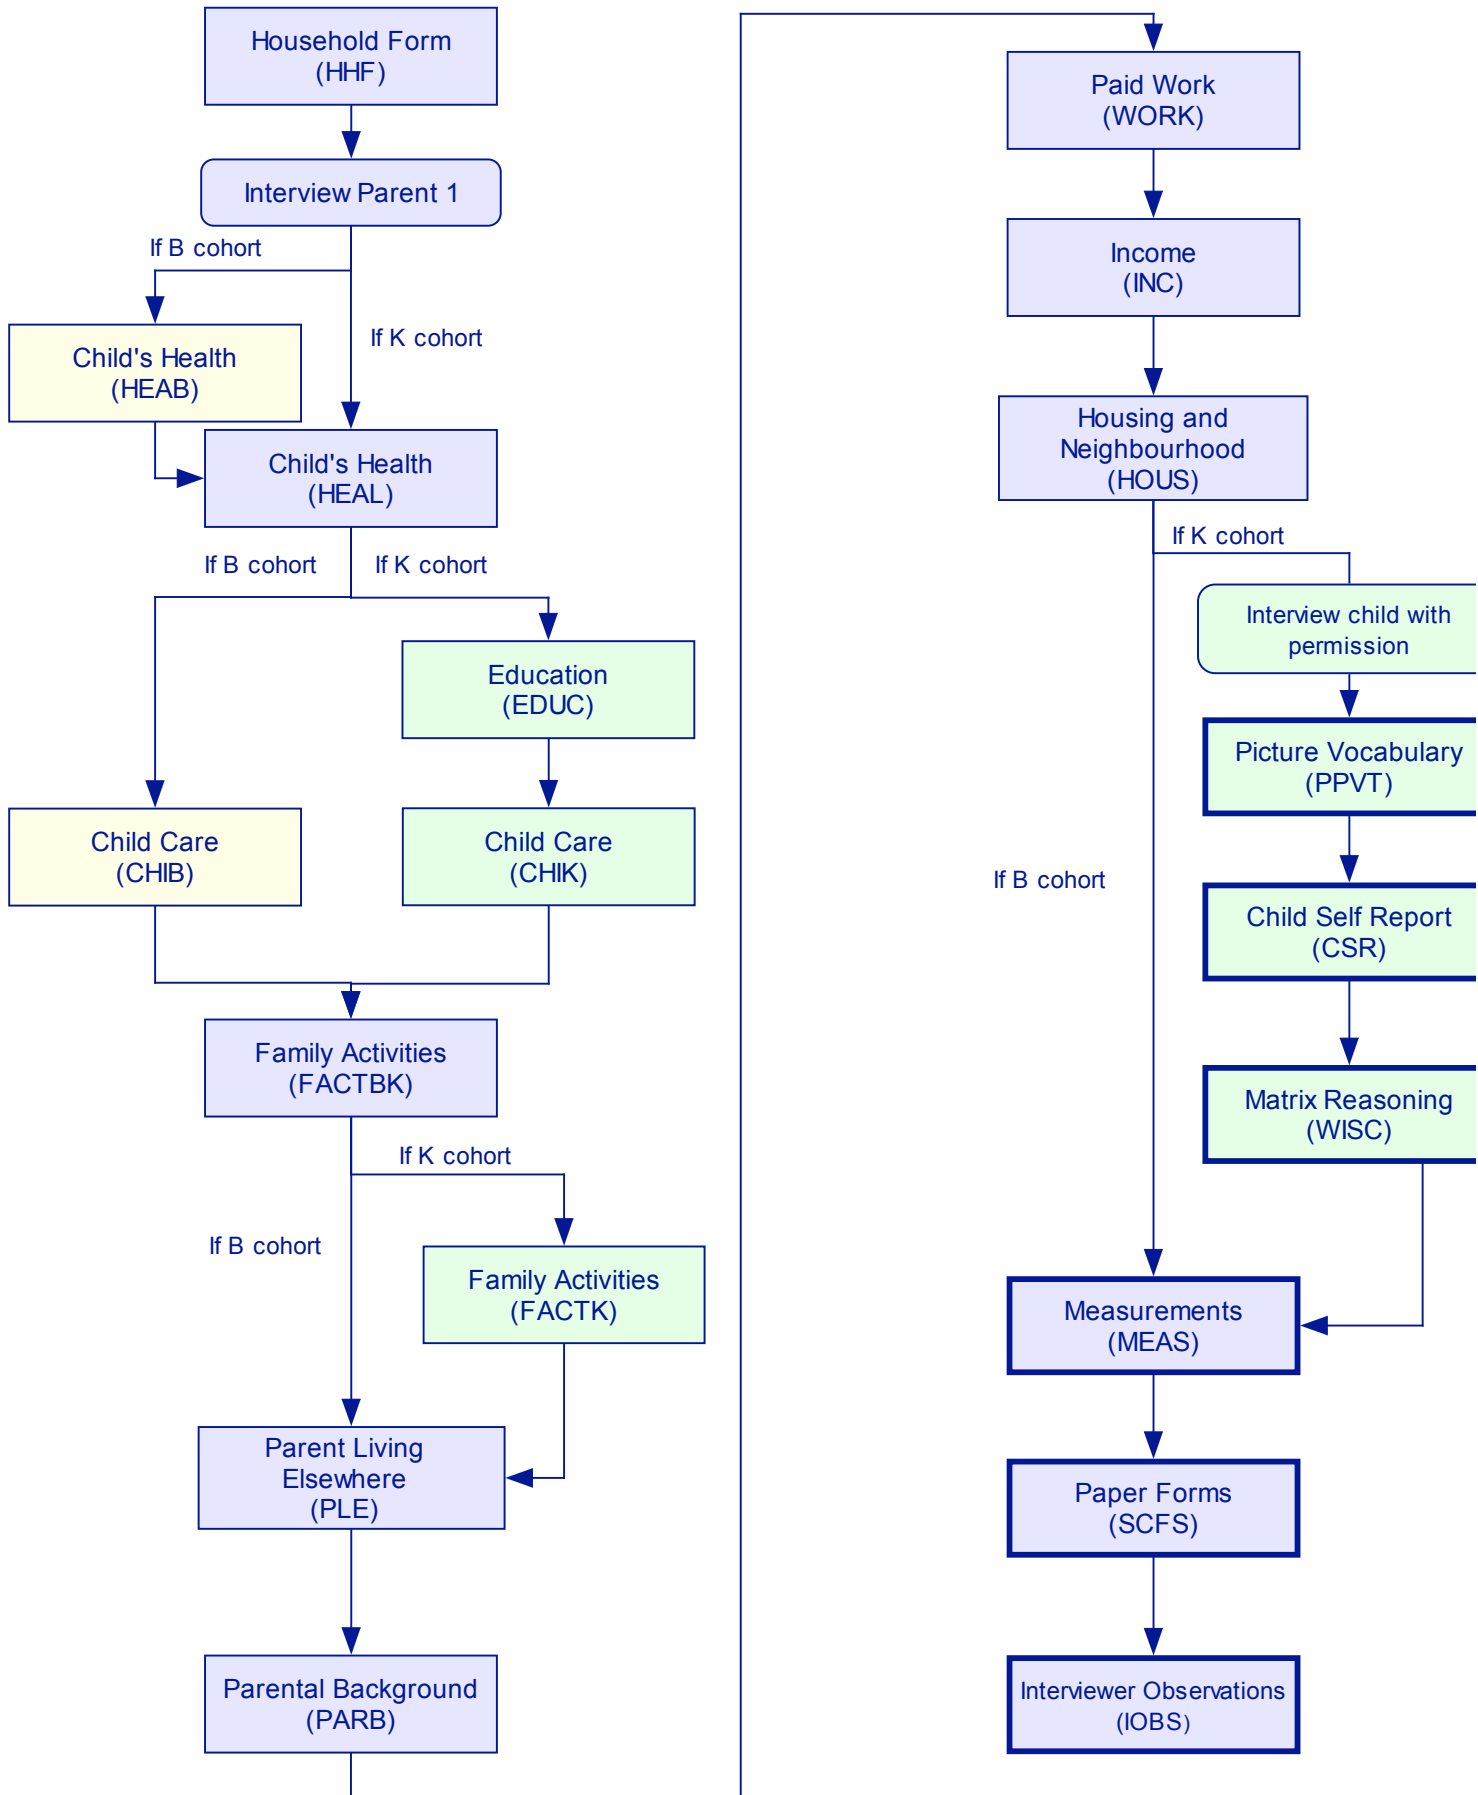 Household Form
(HHF)
Interview Parent 1
If B cohort
If K cohort
Child's Health
(HEAB)
Child's Health
(HEAL)
If B cohort
If K cohort
Education
(EDUC)
Child Care
(CHIB)
Child Care
(CHIK)
Family Activities
(FACTBK)
If K cohort
If B cohort
Family Activities
(FACTK)
Parent Living
Elsewhere
(PLE)
Parental Background
(PARB)
Paid Work
(WORK)
Income
(INC)
Housing and
Neighbourhood
(HOUS)
If K cohort
Interview child with
permission
Picture Vocabulary
(PPVT)
If B cohort
Child Self Report
(CSR)
Matrix Reasoning
(WISC)
Measurements
(MEAS)
Paper Forms
(SCFS)
Interviewer Observations
(IOBS)